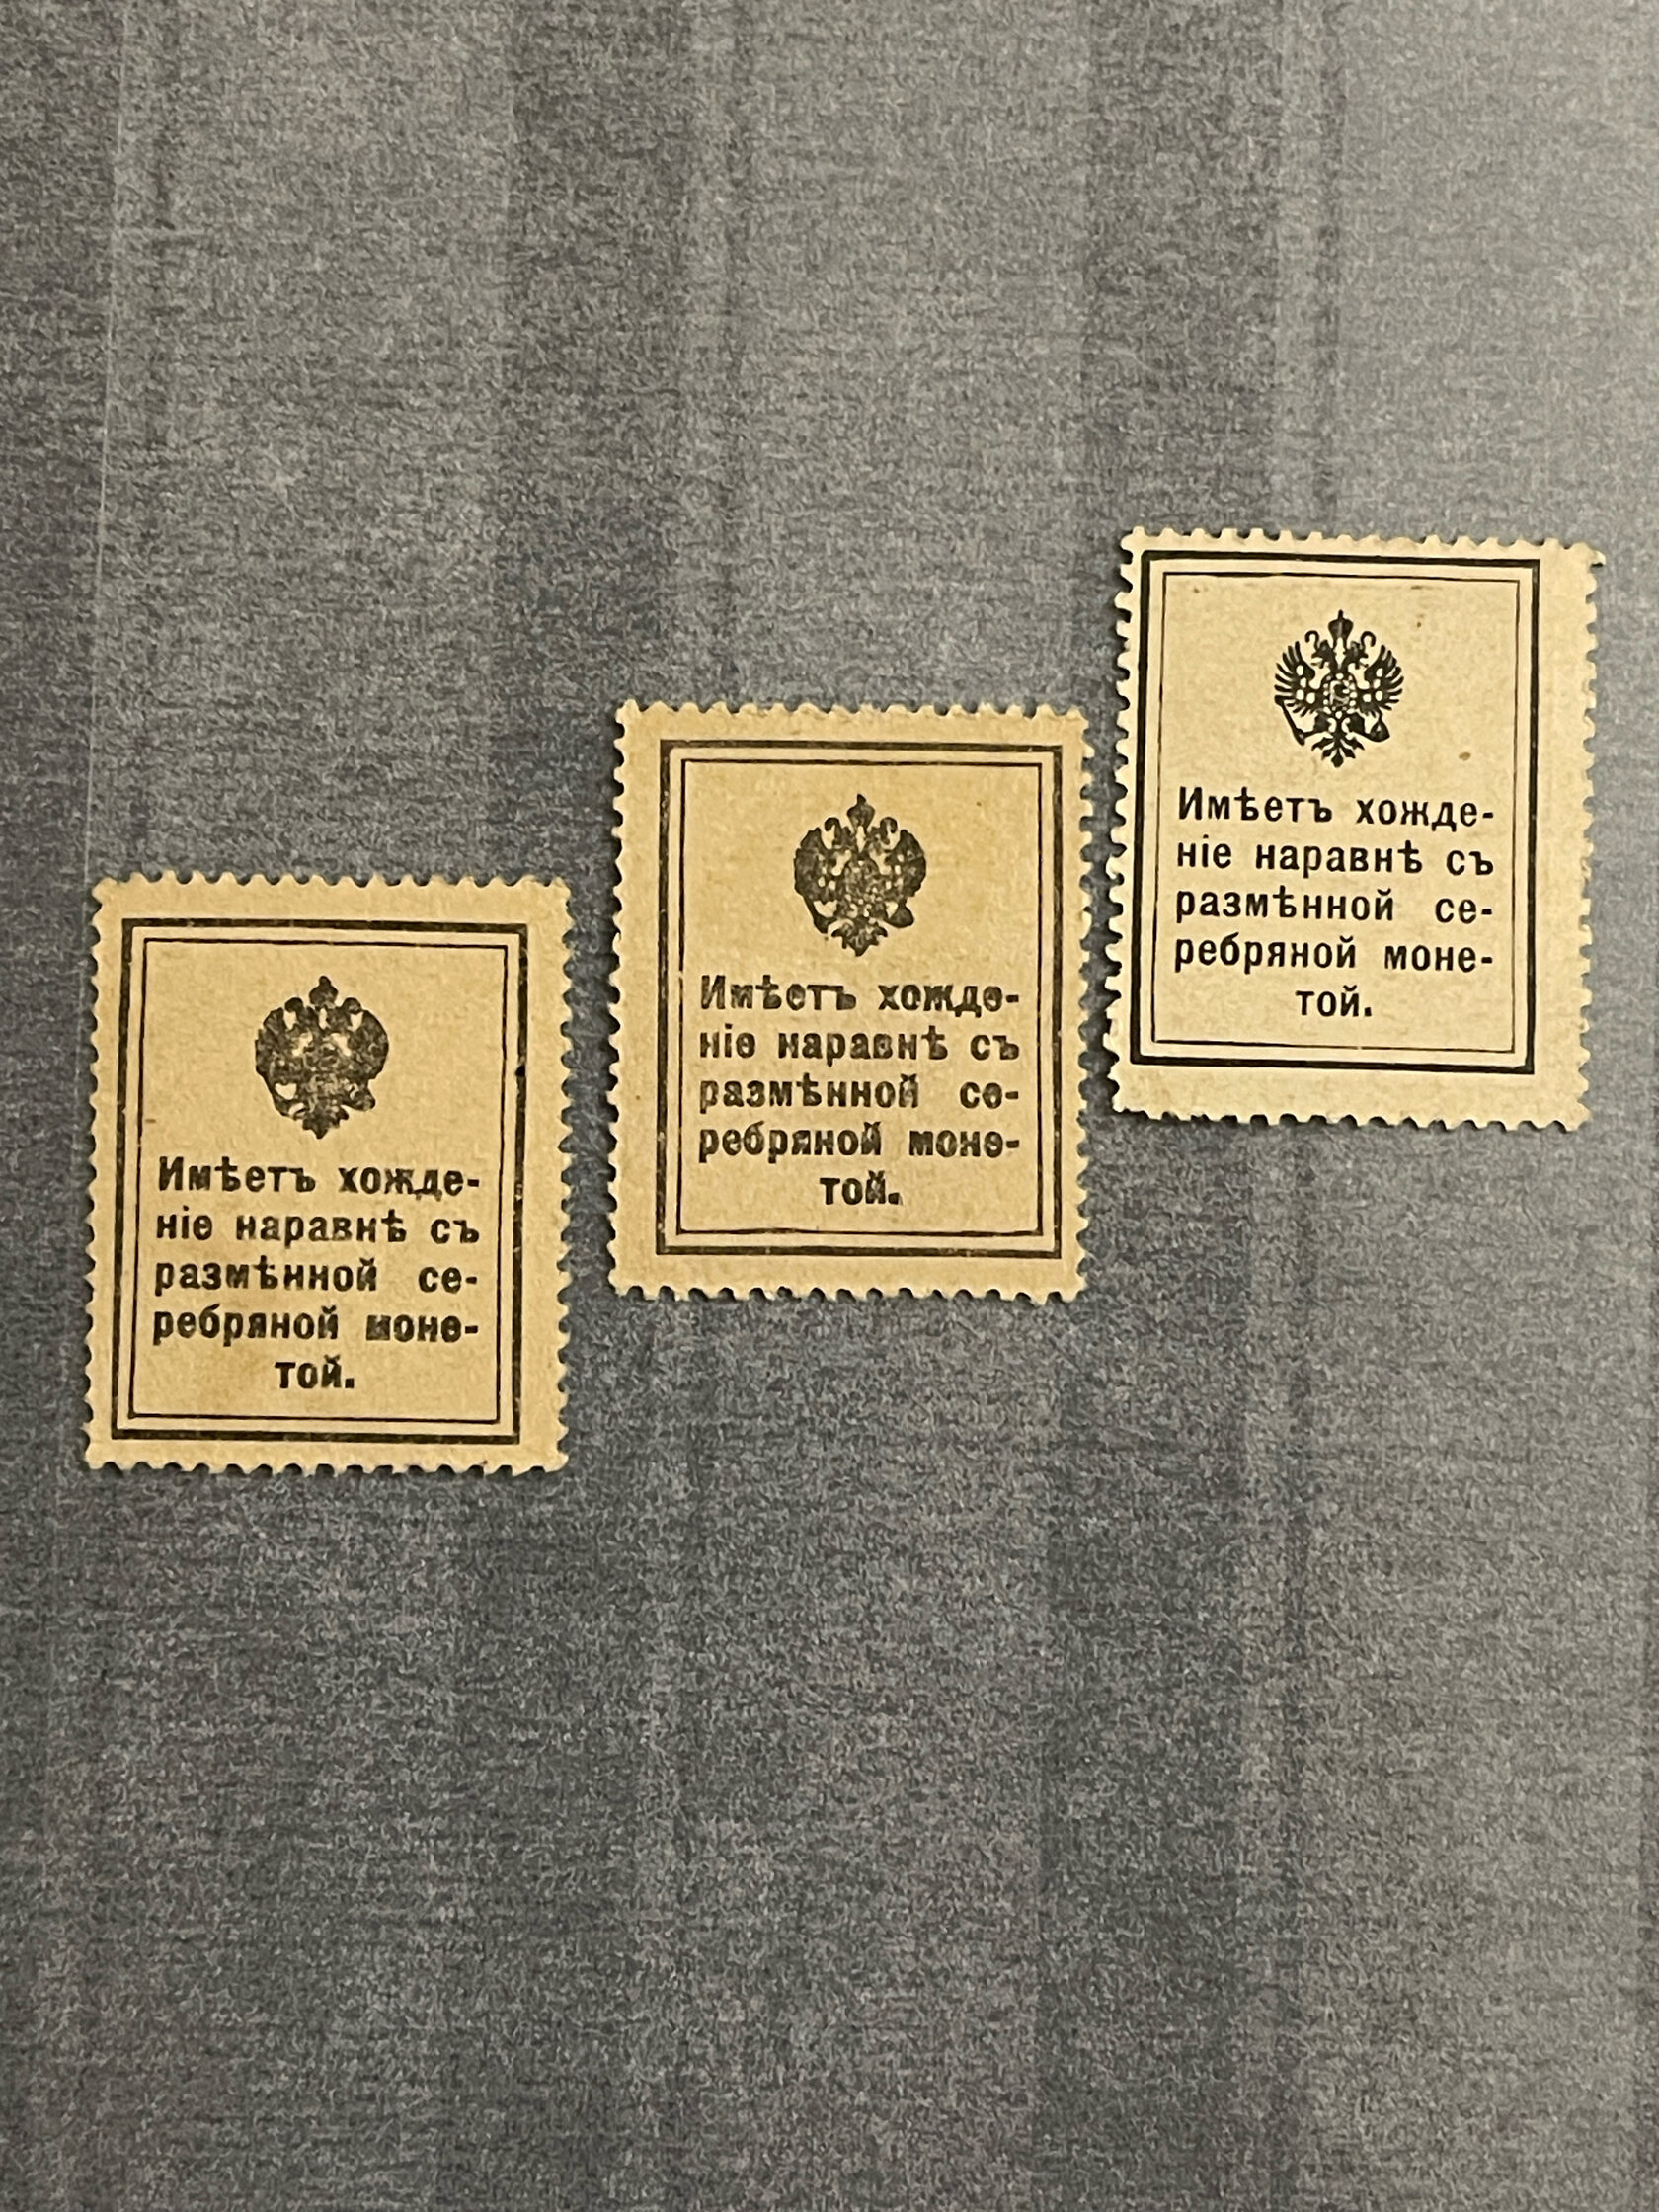 Имѣетъ хожде-
ніе наравнѣ съ
размѣнной се-
ребряной моне-
той.
Имѣетъ хожде-
ніе наравнѣ съ
размѣнной се-
ребряной моне-
той.
Имѣетъ хожде-
ніе наравнѣ съ
размѣнной се-
ребряной моне-
той.